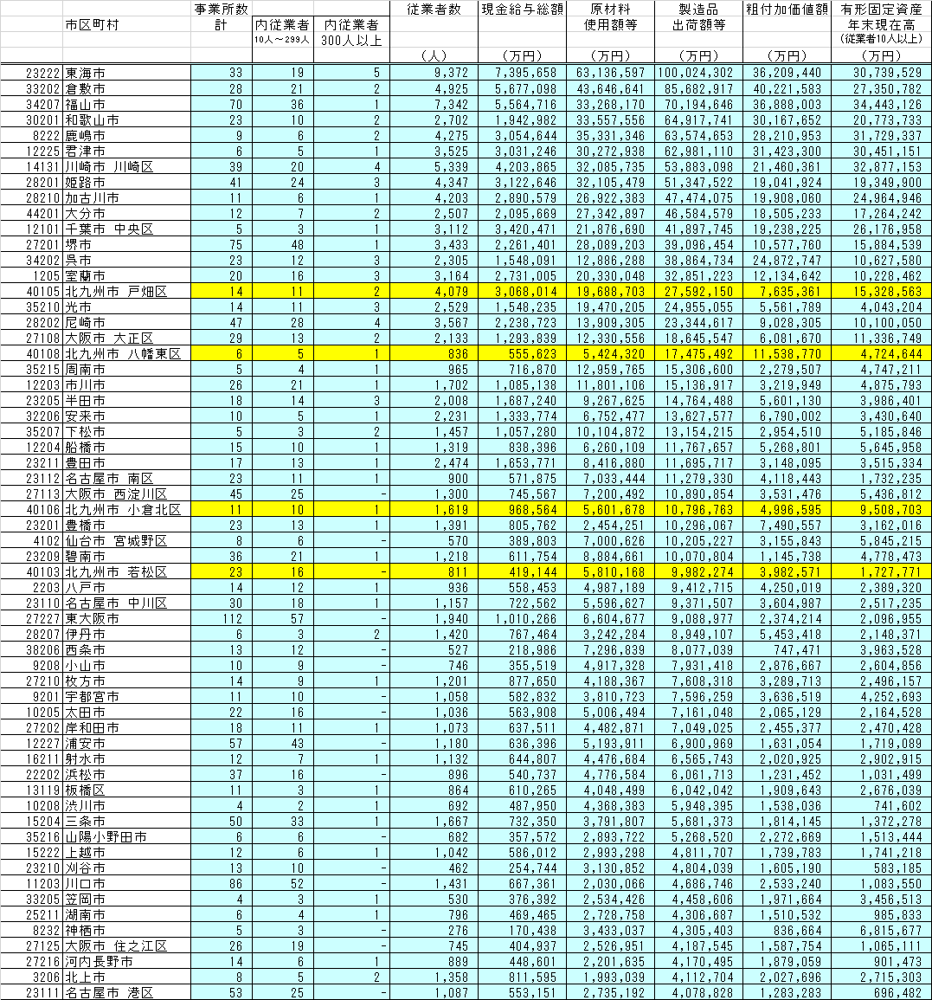 事業所数 従業者数 現金給与総額 原材料 製造品 粗付加価値額 有形固定資産
市区町村 計 内従業者 内従業者 使用額等 出荷額等 年末現在高
10人～299人 300人以上 (従業者10人以上)
(人) (万円) (万円) (万円) (万円) (万円)
23222 東海市 33 19 5 9,372 7,395,658 63,136,597 100,024,302 36,209,440 30,739,529
33202 倉敷市 28 21 2 4,925 5,677,098 43,646,641 85,682,917 40,221,583 27,350,782
34207 福山市 70 36 1 7,342 5,564,716 33,268,170 70,194,646 36,888,003 34,443,126
30201 和歌山市 23 10 2 2,702 1,942,982 33,557,556 64,917,741 30,167,652 20,773,733
8222 鹿嶋市 9 6 2 4,275 3,054,644 35,331,346 63,574,653 28,210,953 31,729,337
12225 君津市 6 5 1 3,525 3,031,246 30,272,938 62,981,110 31,423,300 30,451,151
14131 川崎市 川崎区 39 20 4 5,339 4,203,865 32,085,735 53,883,098 21,460,361 32,877,153
28201 姫路市 41 24 3 4,347 3,122,646 32,105,479 51,347,522 19,041,924 19,349,900
28210 加古川市 11 6 1 4,203 2,890,579 26,922,383 47,474,075 19,908,060 24,964,946
44201 大分市 12 7 2 2,507 2,095,669 27,342,897 46,584,579 18,505,233 17,264,242
12101 千葉市 中央区 5 3 1 3,112 3,420,471 21,876,690 41,897,745 19,238,225 26,176,958
27201 堺市 75 48 1 3,433 2,261,401 28,089,203 39,096,454 10,577,760 15,884,539
34202 呉市 23 12 3 2,305 1,548,091 12,886,288 38,864,734 24,872,747 10,627,580
1205 室蘭市 20 16 3 3,164 2,731,005 20,330,048 32,851,223 12,134,642 10,228,462
40105 北九州市 戸畑区 14 11 2 4,079 3,068,014 19,688,703 27,592,150 7,635,361 15,328,563
35210 光市 14 11 3 2,529 1,548,235 19,470,205 24,955,055 5,561,789 4,043,204
28202 尼崎市 47 28 4 3,567 2,238,723 13,909,305 23,344,617 9,028,305 10,100,050
27108 大阪市 大正区 29 13 2 2,133 1,293,839 12,330,556 18,645,547 6,081,670 11,336,749
40108 北九州市 八幡東区 6 5 1 836 555,623 5,424,320 17,475,492 11,538,770 4,724,644
35215 周南市 5 4 1 965 716,870 12,959,765 15,306,600 2,279,507 4,747,211
12203 市川市 26 21 1 1,702 1,085,138 11,801,106 15,136,917 3,219,949 4,875,793
23205 半田市 18 14 3 2,008 1,687,240 9,267,625 14,764,488 5,601,130 3,986,401
32206 安来市 10 5 1 2,231 1,333,774 6,752,477 13,627,577 6,790,002 3,430,640
35207 下松市 5 3 2 1,457 1,057,280 10,104,872 13,154,215 2,954,510 5,185,846
12204 船橋市 15 10 1 1,319 838,396 6,260,109 11,767,657 5,268,801 5,645,958
23211 豊田市 17 13 1 2,474 1,653,771 8,416,880 11,695,717 3,148,095 3,515,334
23112 名古屋市 南区 23 11 1 900 571,875 7,033,444 11,279,330 4,118,443 1,732,235
27113 大阪市 西淀川区 45 25 - 1,300 745,567 7,200,492 10,890,854 3,531,476 5,436,812
40106 北九州市 小倉北区 11 10 1 1,619 968,564 5,601,678 10,796,763 4,996,595 9,508,703
23201 豊橋市 23 13 1 1,391 805,762 2,454,251 10,296,067 7,490,557 3,162,016
4102 仙台市 宮城野区 8 6 - 570 389,803 7,000,626 10,205,227 3,155,843 5,845,215
23209 碧南市 36 21 1 1,218 611,754 8,884,661 10,070,804 1,145,738 4,778,473
40103 北九州市 若松区 23 16 - 811 419,144 5,810,168 9,982,274 3,982,571 1,727,771
2203 八戸市 14 12 1 936 558,453 4,987,189 9,412,715 4,250,019 2,389,320
23110 名古屋市 中川区 30 18 1 1,157 722,562 5,596,627 9,371,507 3,604,987 2,517,235
27227 東大阪市 112 57 - 1,940 1,010,266 6,604,677 9,088,977 2,374,214 2,096,955
28207 伊丹市 6 3 2 1,420 767,464 3,242,284 8,949,107 5,453,418 2,148,371
38206 西条市 13 12 - 527 218,986 7,296,839 8,077,039 747,471 3,963,528
9208 小山市 10 9 - 746 355,519 4,917,328 7,931,418 2,876,667 2,604,856
27210 枚方市 14 9 1 1,201 877,650 4,188,367 7,608,318 3,289,713 2,496,157
9201 宇都宮市 11 10 - 1,058 582,832 3,810,723 7,596,259 3,636,519 4,252,693
10205 太田市 22 16 - 1,036 563,908 5,006,494 7,161,048 2,065,129 2,164,528
27202 岸和田市 18 11 1 1,073 637,511 4,482,871 7,049,025 2,455,377 2,470,428
12227 浦安市 57 43 - 1,180 636,396 5,193,911 6,900,969 1,631,054 1,719,089
16211 射水市 12 7 1 1,132 644,807 4,476,684 6,565,743 2,020,925 2,902,915
22202 浜松市 37 16 - 896 540,737 4,776,584 6,061,713 1,231,452 1,031,499
13119 板橋区 11 3 1 864 610,265 4,048,499 6,042,042 1,909,643 2,676,039
10208 渋川市 4 2 1 692 487,950 4,368,383 5,948,395 1,538,036 741,602
15204 三条市 50 33 1 1,667 732,350 3,791,807 5,681,373 1,814,145 1,372,278
35216 山陽小野田市 6 6 - 682 357,572 2,893,722 5,268,520 2,272,669 1,513,444
15222 上越市 12 6 1 1,042 586,012 2,993,298 4,811,707 1,739,783 1,741,218
23210 刈谷市 13 10 - 462 254,744 3,130,852 4,804,039 1,605,190 583,185
11203 川口市 86 52 - 1,431 667,361 2,030,066 4,686,746 2,533,240 1,083,550
33205 笠岡市 4 3 1 530 376,392 2,534,426 4,458,606 1,971,664 3,456,513
25211 湖南市 6 4 1 796 469,465 2,728,758 4,306,687 1,510,532 985,833
8232 神栖市 5 3 - 276 170,438 3,433,037 4,305,403 836,664 6,815,677
27125 大阪市 住之江区 26 19 - 745 404,937 2,526,951 4,187,545 1,587,754 1,065,111
27216 河内長野市 14 6 1 889 448,601 2,201,635 4,170,495 1,879,059 901,473
3206 北上市 8 5 2 1,358 811,595 1,993,039 4,112,704 2,027,696 2,715,303
23111 名古屋市 港区 53 25 - 1,087 553,151 2,735,192 4,078,828 1,283,283 696,482